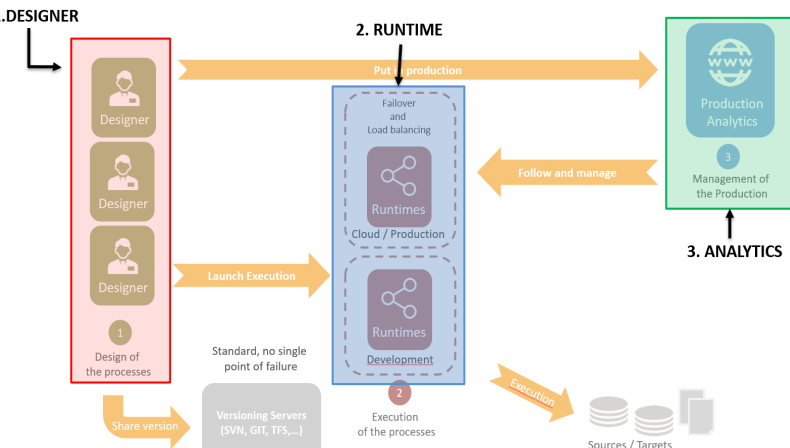 .DESIGNER
2. RUNTIME
Designer
Designer
Designer
1
Design of
the processes
Put in production
Failover
and
Load balancing
Runtimes
Cloud / Production
Runtimes
Development
2
Execution
of the processes
www
Production
Analytics
3
Management of
the Production
3. ANALYTICS
Follow and manage
Launch Execution
Standard, no single
point of failure
Share version
Versioning Servers
(SVN, GIT, TFS,...)
Execution
Sources / Targets